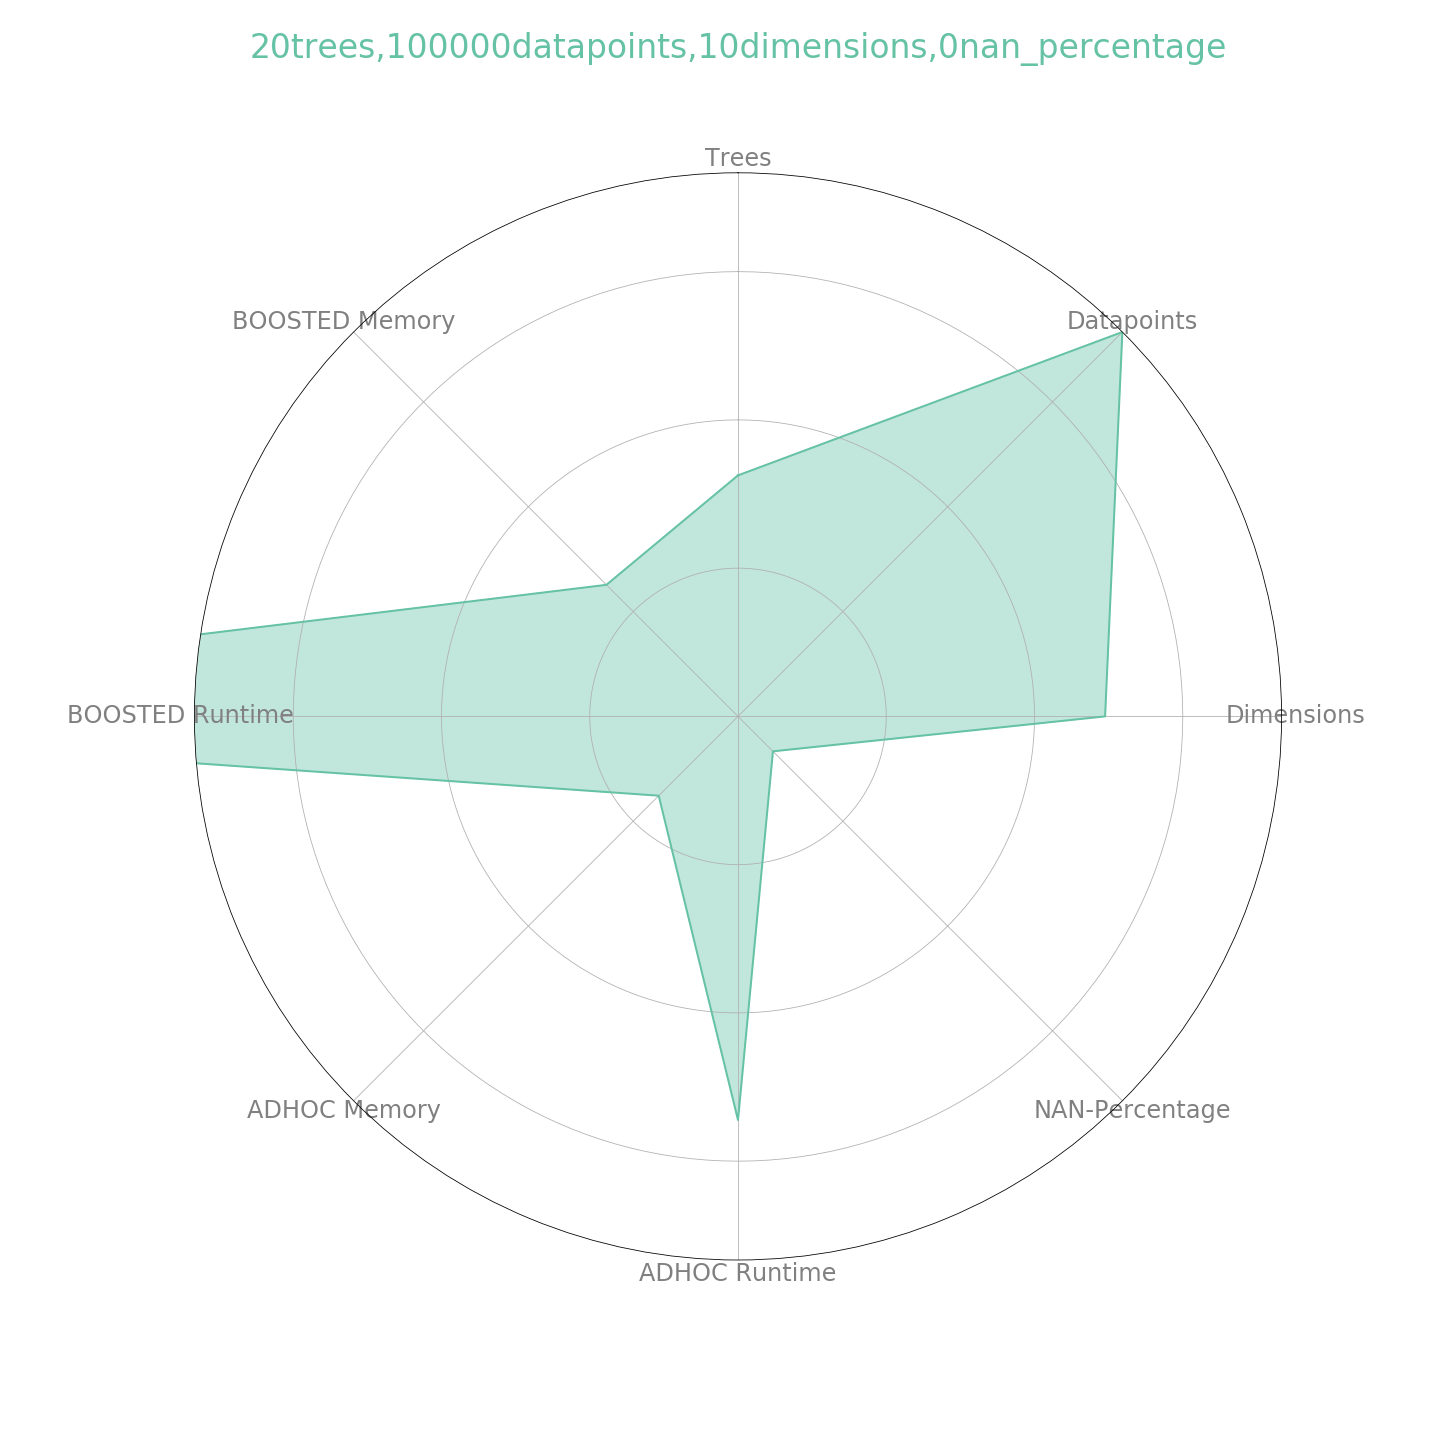 20trees,100000datapoints,10dimensions,0nan_percentage
Trees
BOOSTED Memory
Datapoints
BOOSTED Runtime
Dimensions
ADHOC Memory
NAN-Percentage
ADHOC Runtime